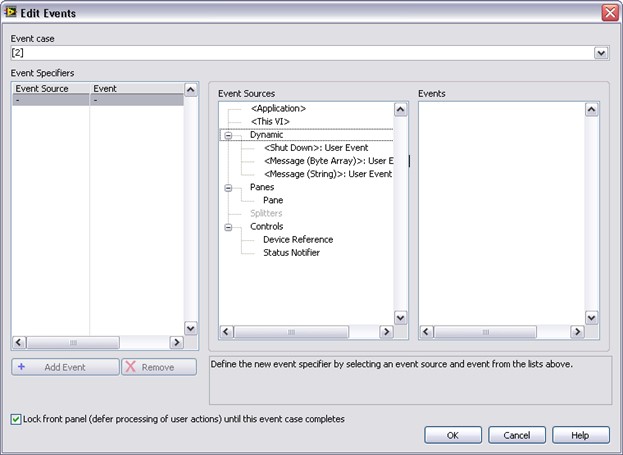 Edit Events
Event case
[2]
Event Specifiers
Event Source Event
- -
Add Event Remove
Event Sources
<Application>
<This VI>
Dynamic
<Shut Down>: User Event
<Message (Byte Array)>: User E
<Message (String)>: User Event
Panes
Pane
Splitters
Controls
Device Reference
Status Notifier
Events
Define the new event specifier by selecting an event source and event from the lists above.
Lock front panel (defer processing of user actions) until this event case completes
OK Cancel Help